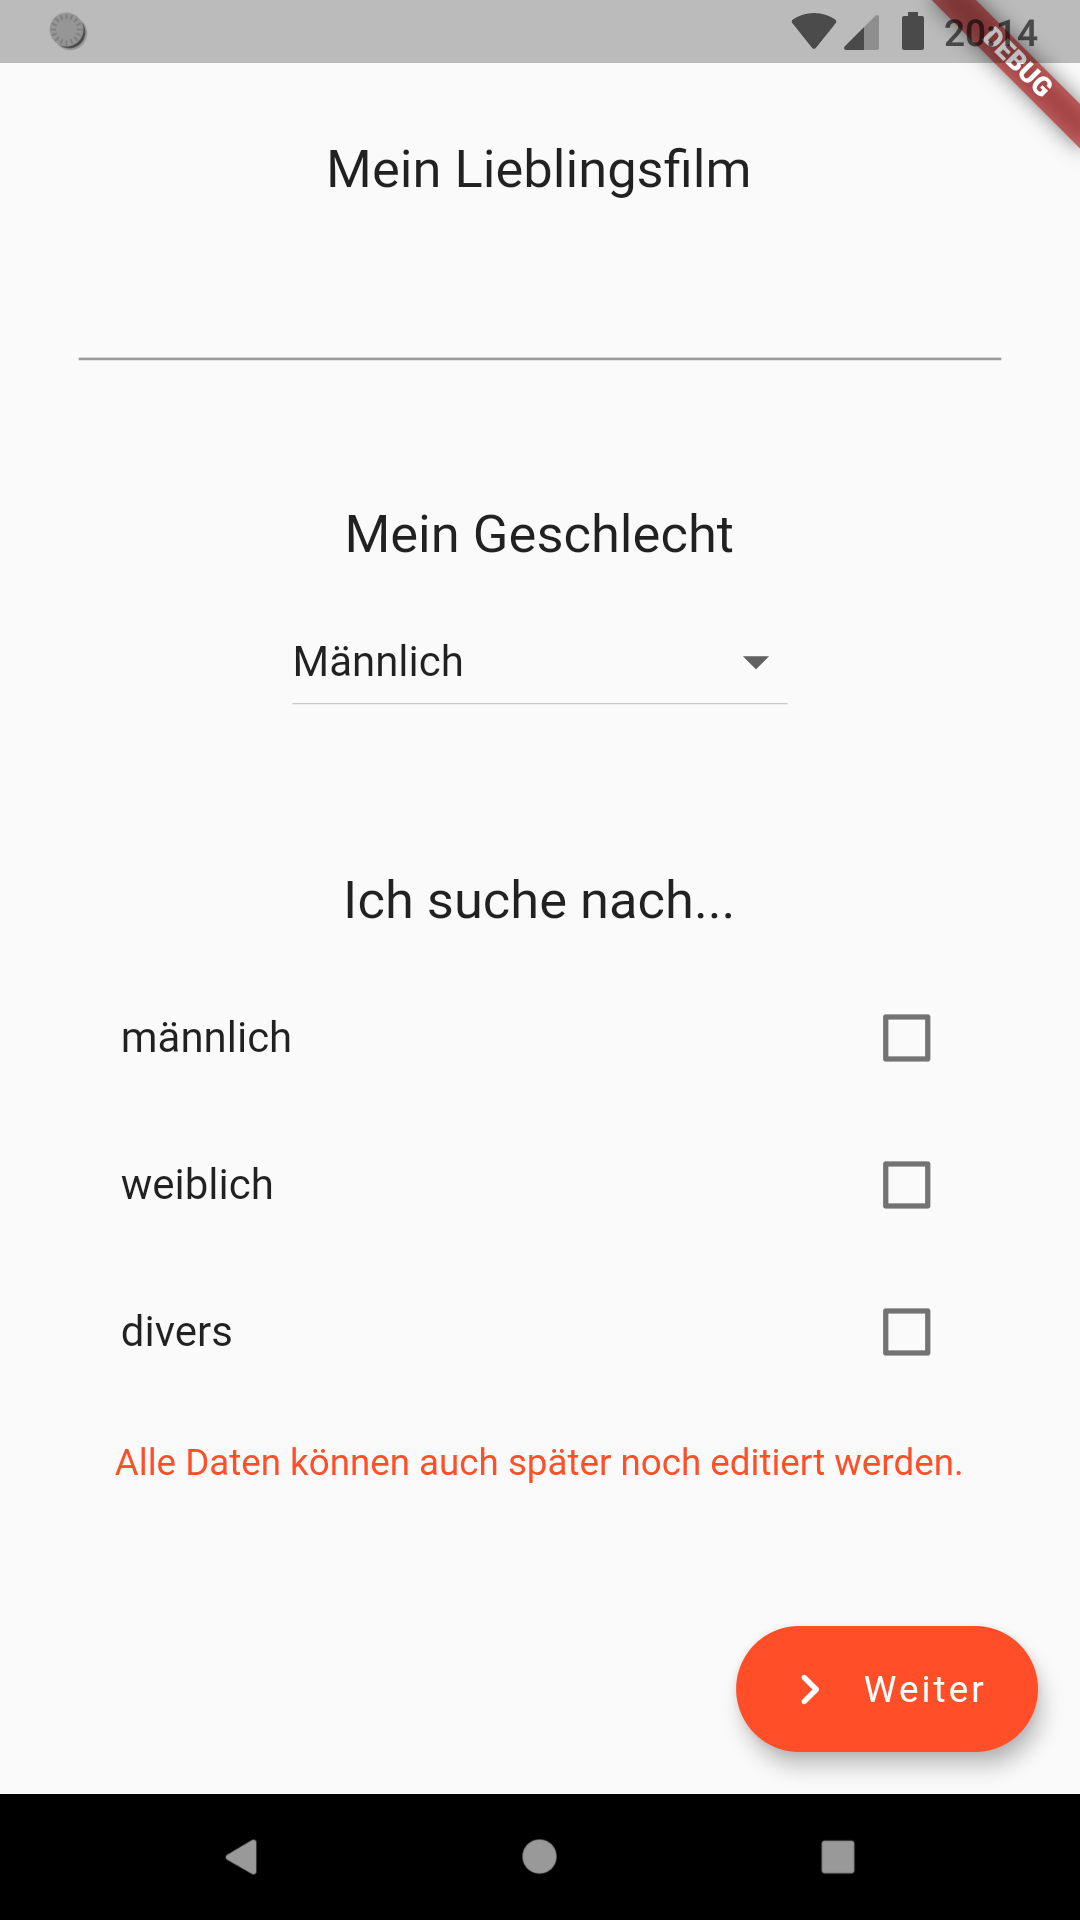 20:14
DEBUG
Mein Lieblingsfilm
Mein Geschlecht
Männlich
Ich suche nach...
männlich
weiblich
divers
Alle Daten können auch später noch editiert werden.
Weiter